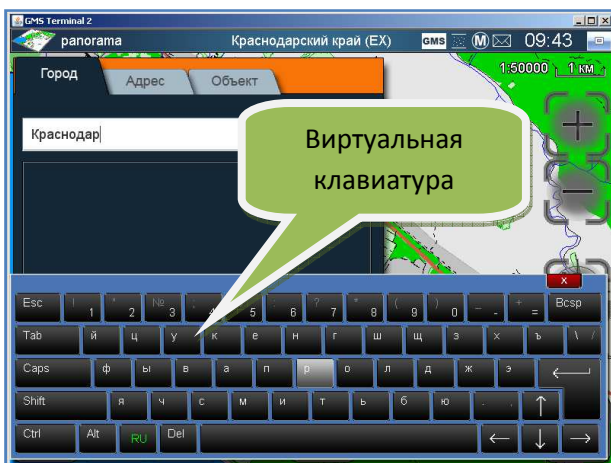 GMS Terminal 2
panorama Краснодарский край (EX) GMS M 09:43
1:50000 1 км
Город Адрес Объект
Краснодар
Виртуальная
клавиатура
x
Esc ! 1 " 2 № 3 ; 4 5 : 6 ? 7 * 8 ( 9 ) 0 _ - + = Bcsp
Tab й ц у к е н г ш щ з х ъ \ /
Caps ф ы в а п р о л д ж э
Shift я ч с м и т ь б ю . ,
Ctrl Alt RU Del